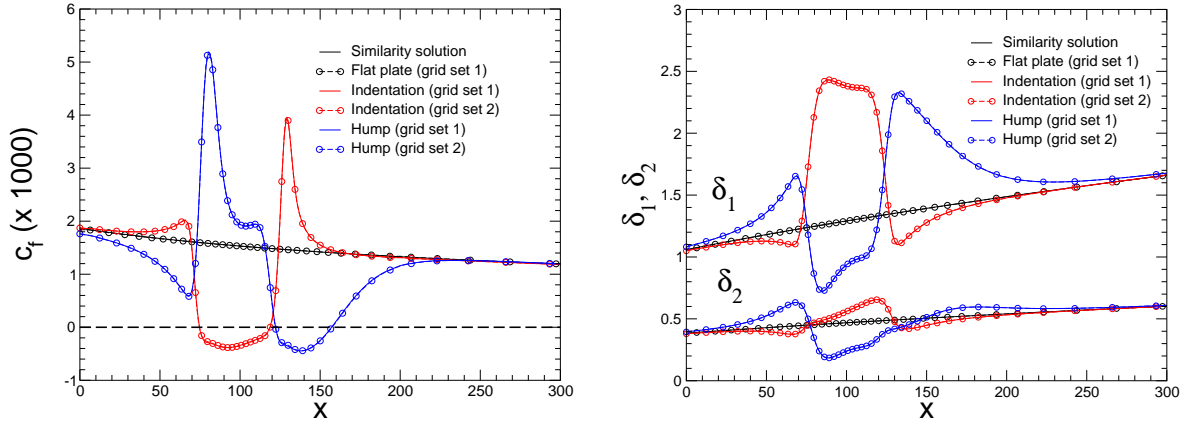 6
5
4
3
2
1
0
-1
0 50 100 150 200 250 300
x
c_f (x 1000)
Similarity solution
Flat plate (grid set 1)
Indentation (grid set 1)
Indentation (grid set 2)
Hump (grid set 1)
Hump (grid set 2)
3
2.5
2
1.5
1
0.5
0
0 50 100 150 200 250 300
x
δ_1, δ_2
Similarity solution
Flat plate (grid set 1)
Indentation (grid set 1)
Indentation (grid set 2)
Hump (grid set 1)
Hump (grid set 2)
δ_1
δ_2